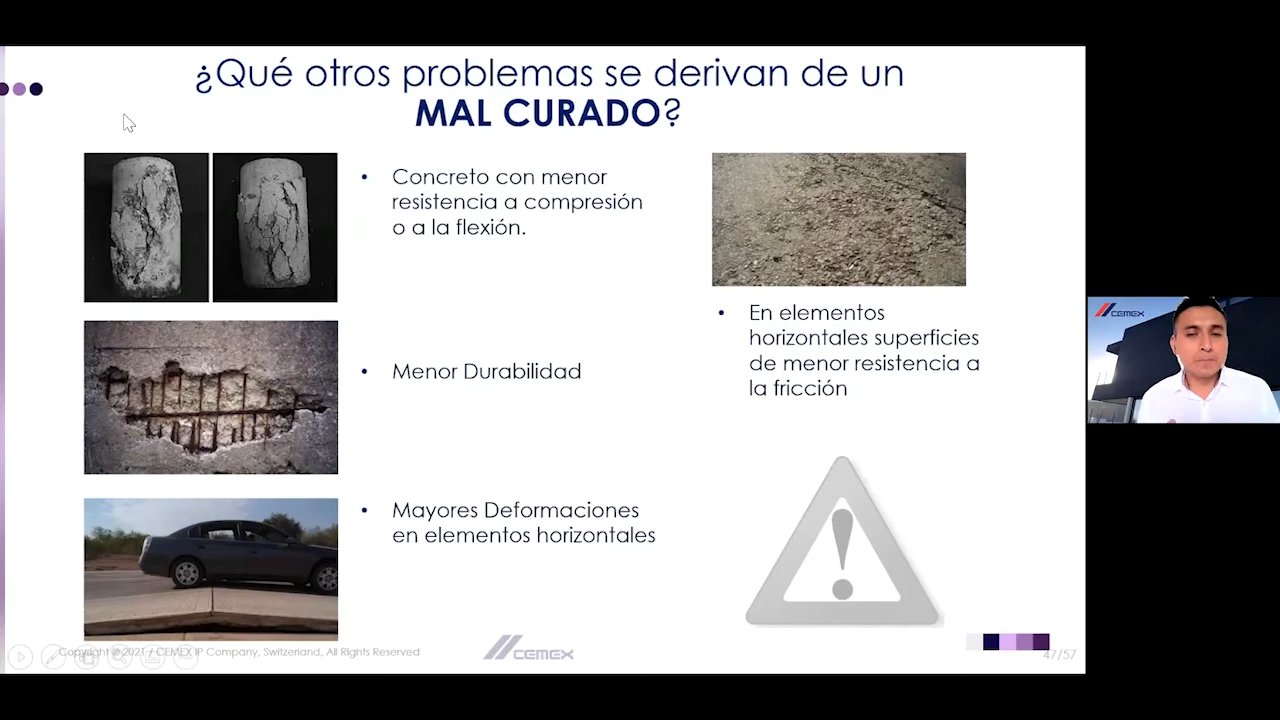 ¿Qué otros problemas se derivan de un
MAL CURADO?
• Concreto con menor
resistencia a compresión
o a la flexión.
• Menor Durabilidad
• Mayores Deformaciones
en elementos horizontales
• En elementos
horizontales superficies
de menor resistencia a
la fricción
Copyright @2021 / CEMEX IP Company, Switzerland, All Rights Reserved
CEMEX
47/57
CEMEX